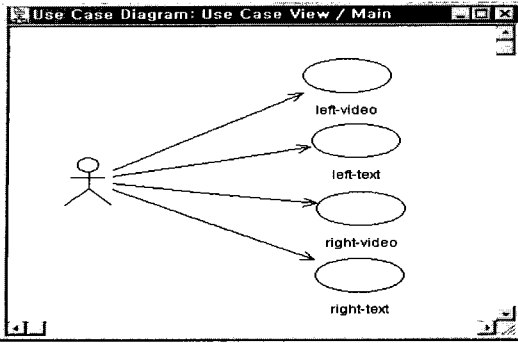 Use Case Diagram: Use Case View / Main
left-video
left-text
right-video
right-text